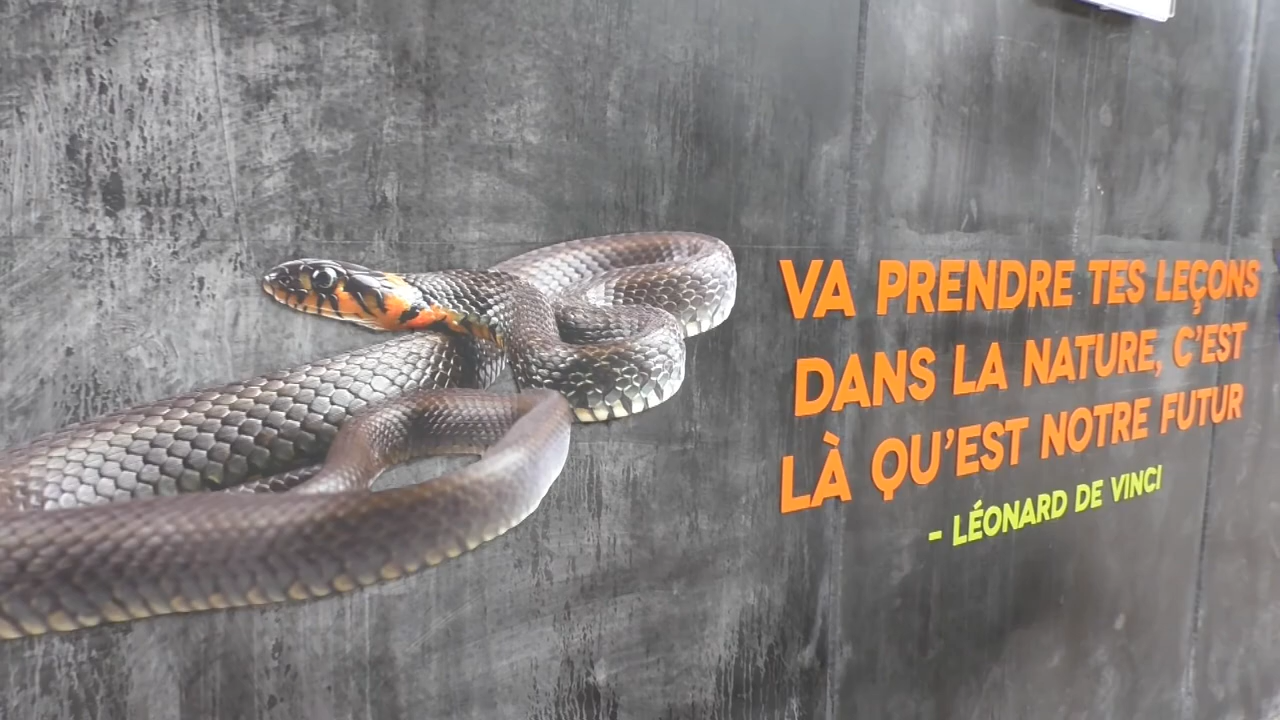 VA PRENDRE TES LEÇONS
DANS LA NATURE, C'EST
LÀ QU'EST NOTRE FUTUR
- LÉONARD DE VINCI